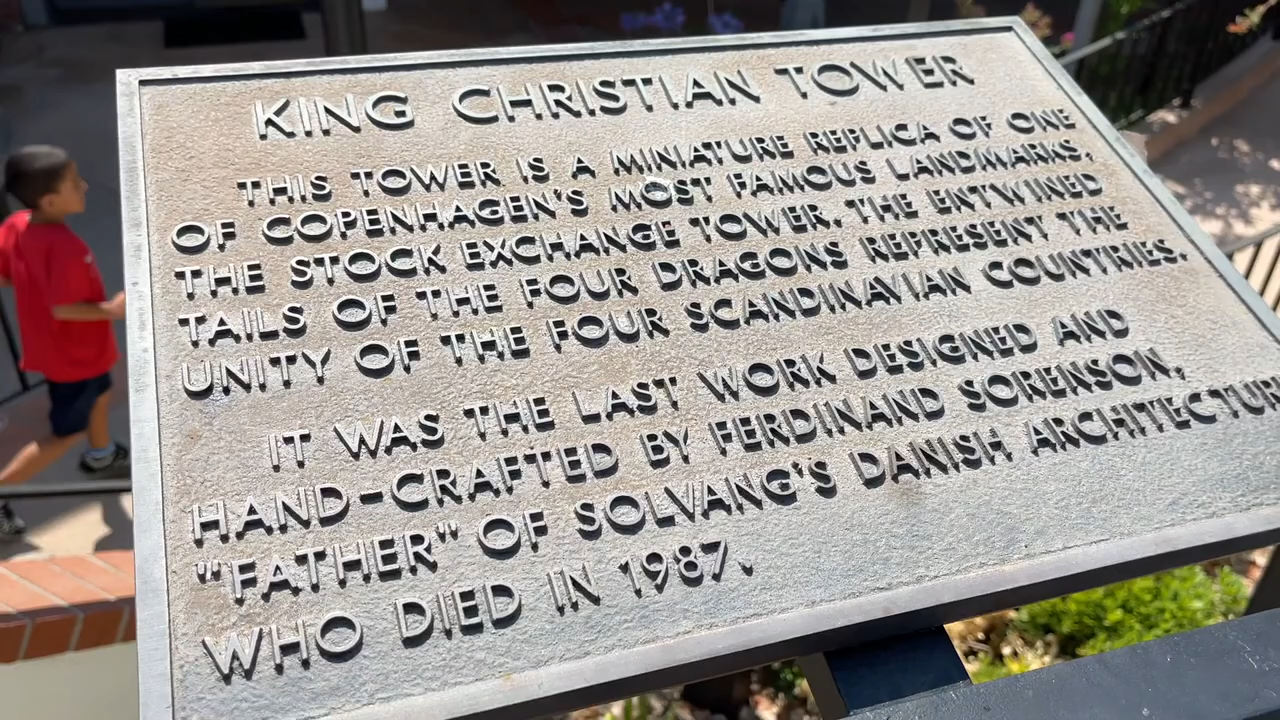 KING CHRISTIAN TOWER
THIS TOWER IS A MINIATURE REPLICA OF ONE
OF COPENHAGEN'S MOST FAMOUS LANDMARKS,
THE STOCK EXCHANGE TOWER. THE ENTWINED
TAILS OF THE FOUR DRAGONS REPRESENT THE
UNITY OF THE FOUR SCANDINAVIAN COUNTRIES.
IT WAS THE LAST WORK DESIGNED AND
HAND-CRAFTED BY FERDINAND SORENSON,
"FATHER" OF SOLVANG'S DANISH ARCHITECTUR
WHO DIED IN 1987.